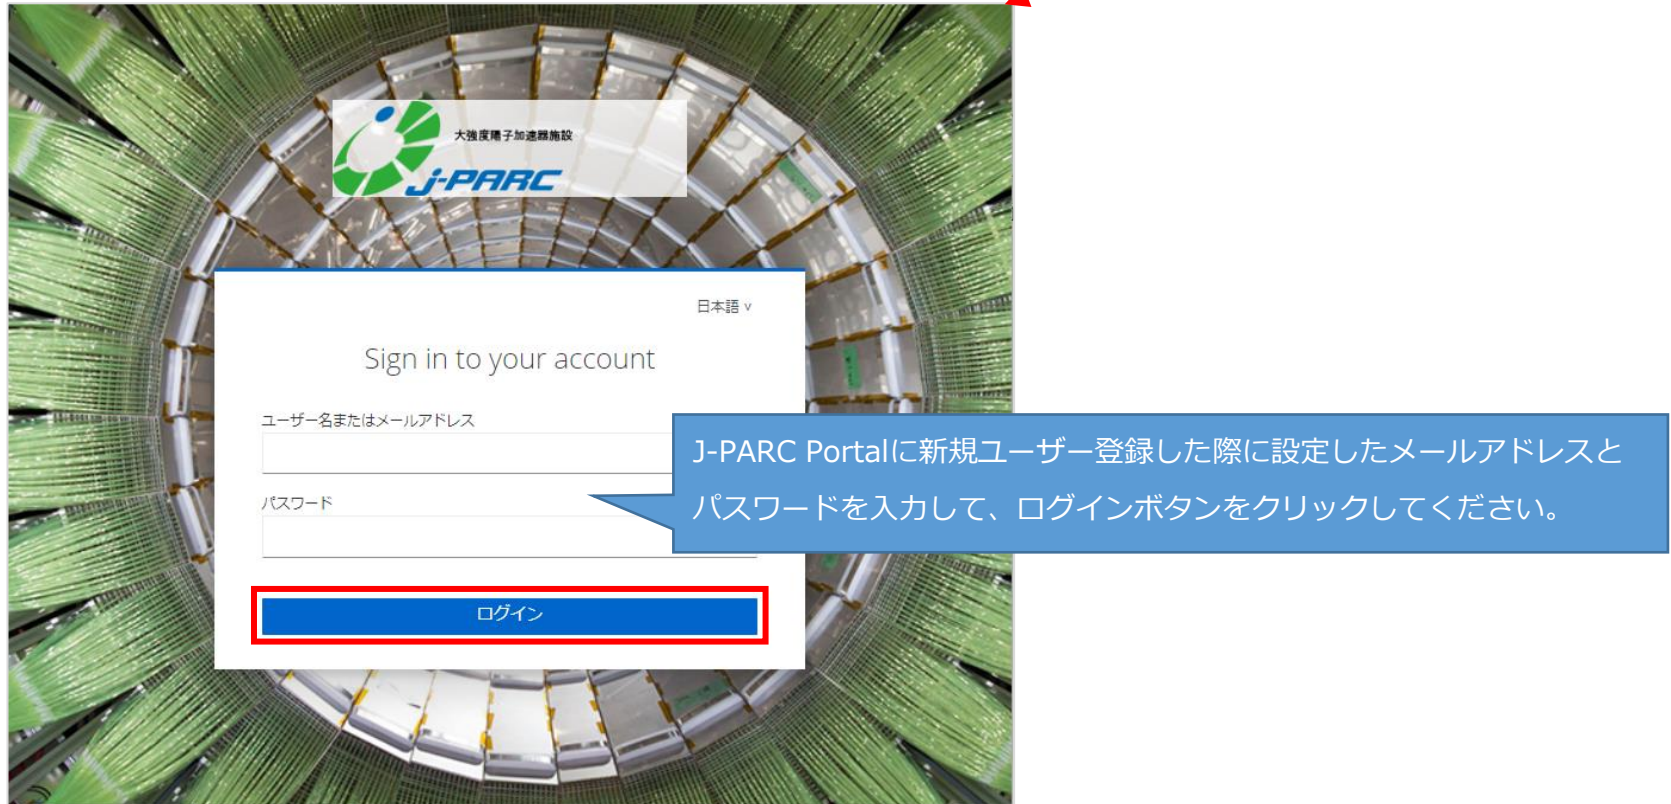 大強度陽子加速器施設
J-PARC
日本語 ˅
Sign in to your account
ユーザー名またはメールアドレス
パスワード
ログイン
J-PARC Portalに新規ユーザー登録した際に設定したメールアドレスと
パスワードを入力して、ログインボタンをクリックしてください。